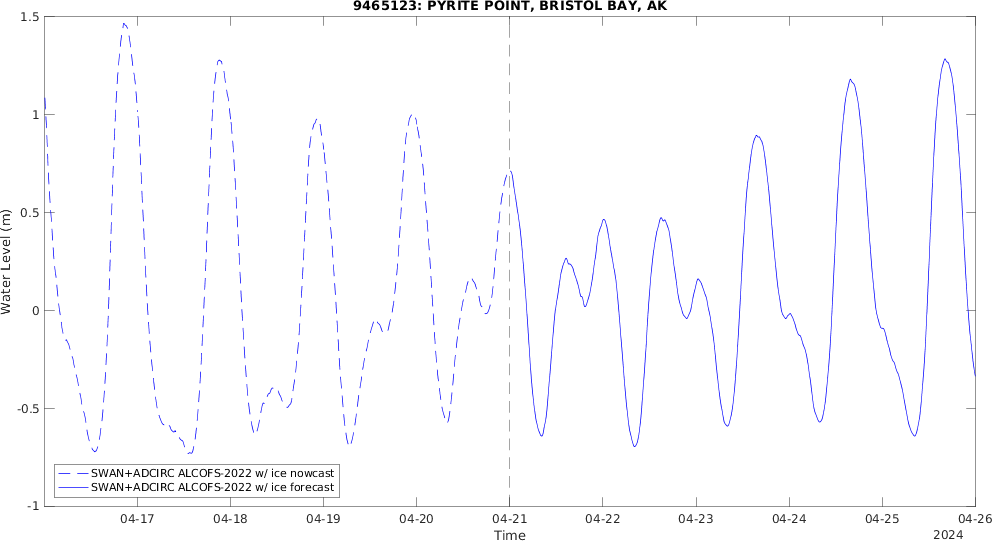 9465123: PYRITE POINT, BRISTOL BAY, AK
1.5
1
0.5
0
-0.5
-1
Water Level (m)
SWAN+ADCIRC ALCOFS-2022 w/ ice nowcast
SWAN+ADCIRC ALCOFS-2022 w/ ice forecast
04-17 04-18 04-19 04-20 04-21 04-22 04-23 04-24 04-25 04-26
Time
2024